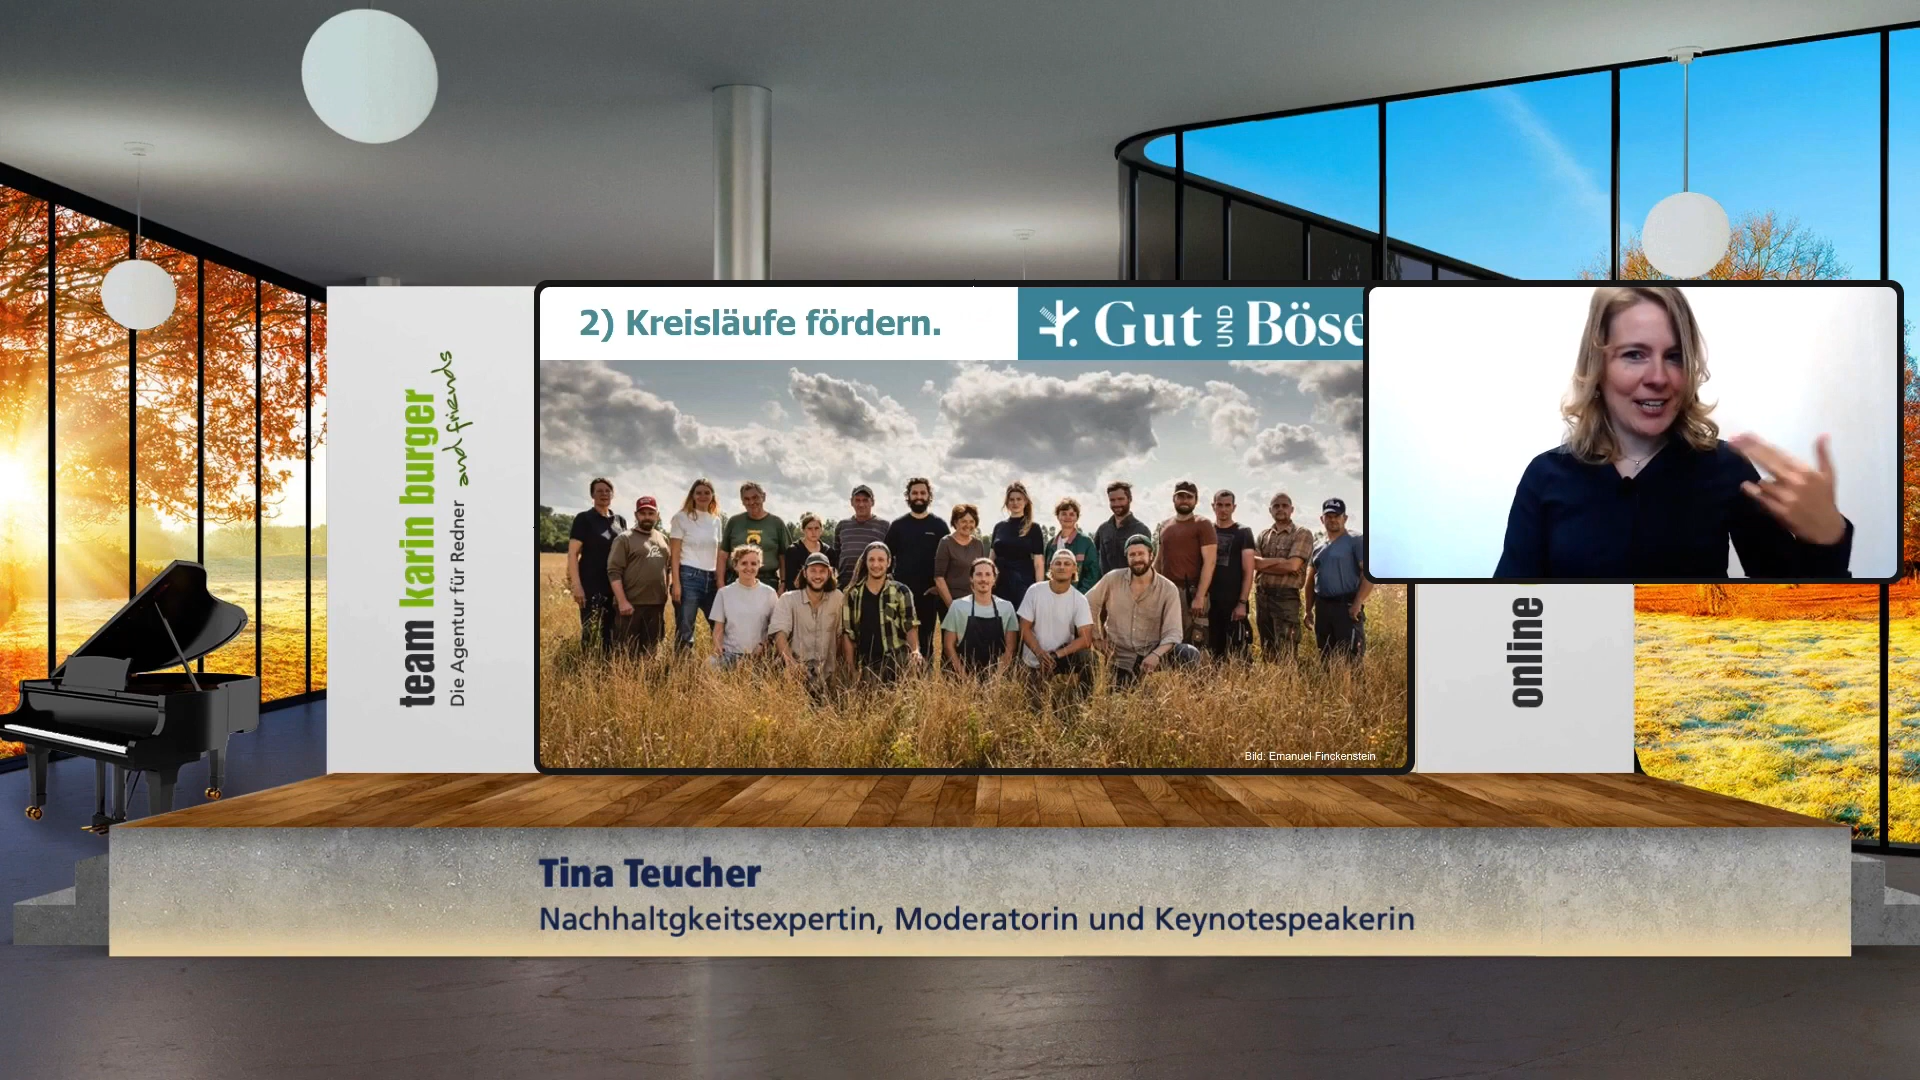 team karin burger
and friends
Die Agentur für Redner
2) Kreisläufe fördern.
Gut UND Böse
Bild: Emanuel Finckenstein
online
Tina Teucher
Nachhaltgkeitsexpertin, Moderatorin und Keynotespeakerin